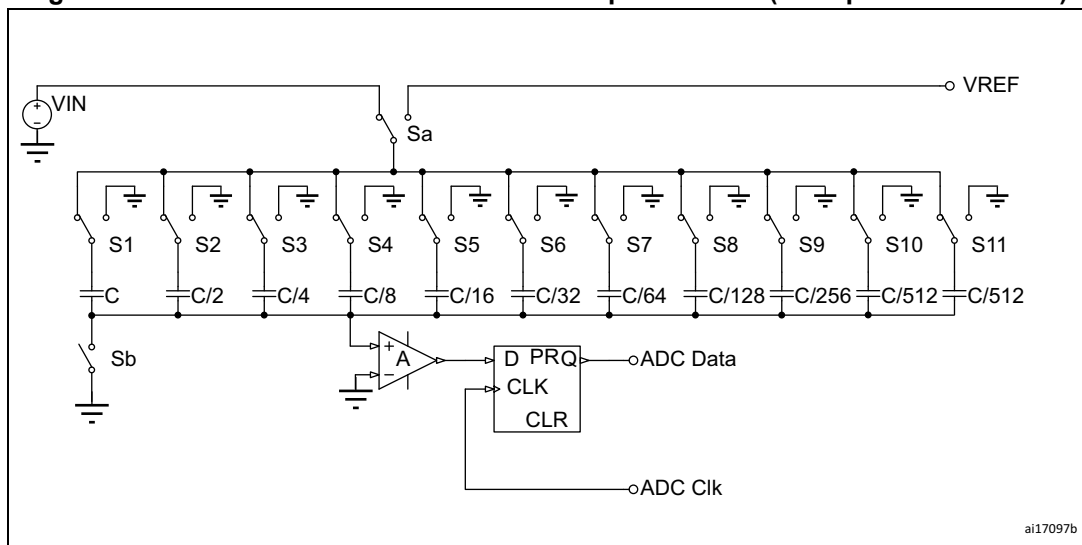 VIN
VREF
Sa
S1 S2 S3 S4 S5 S6 S7 S8 S9 S10 S11
C C/2 C/4 C/8 C/16 C/32 C/64 C/128 C/256 C/512 C/512
Sb
+ A −
D PR Q
CLK
CLR
ADC Data
ADC Clk
ai17097b